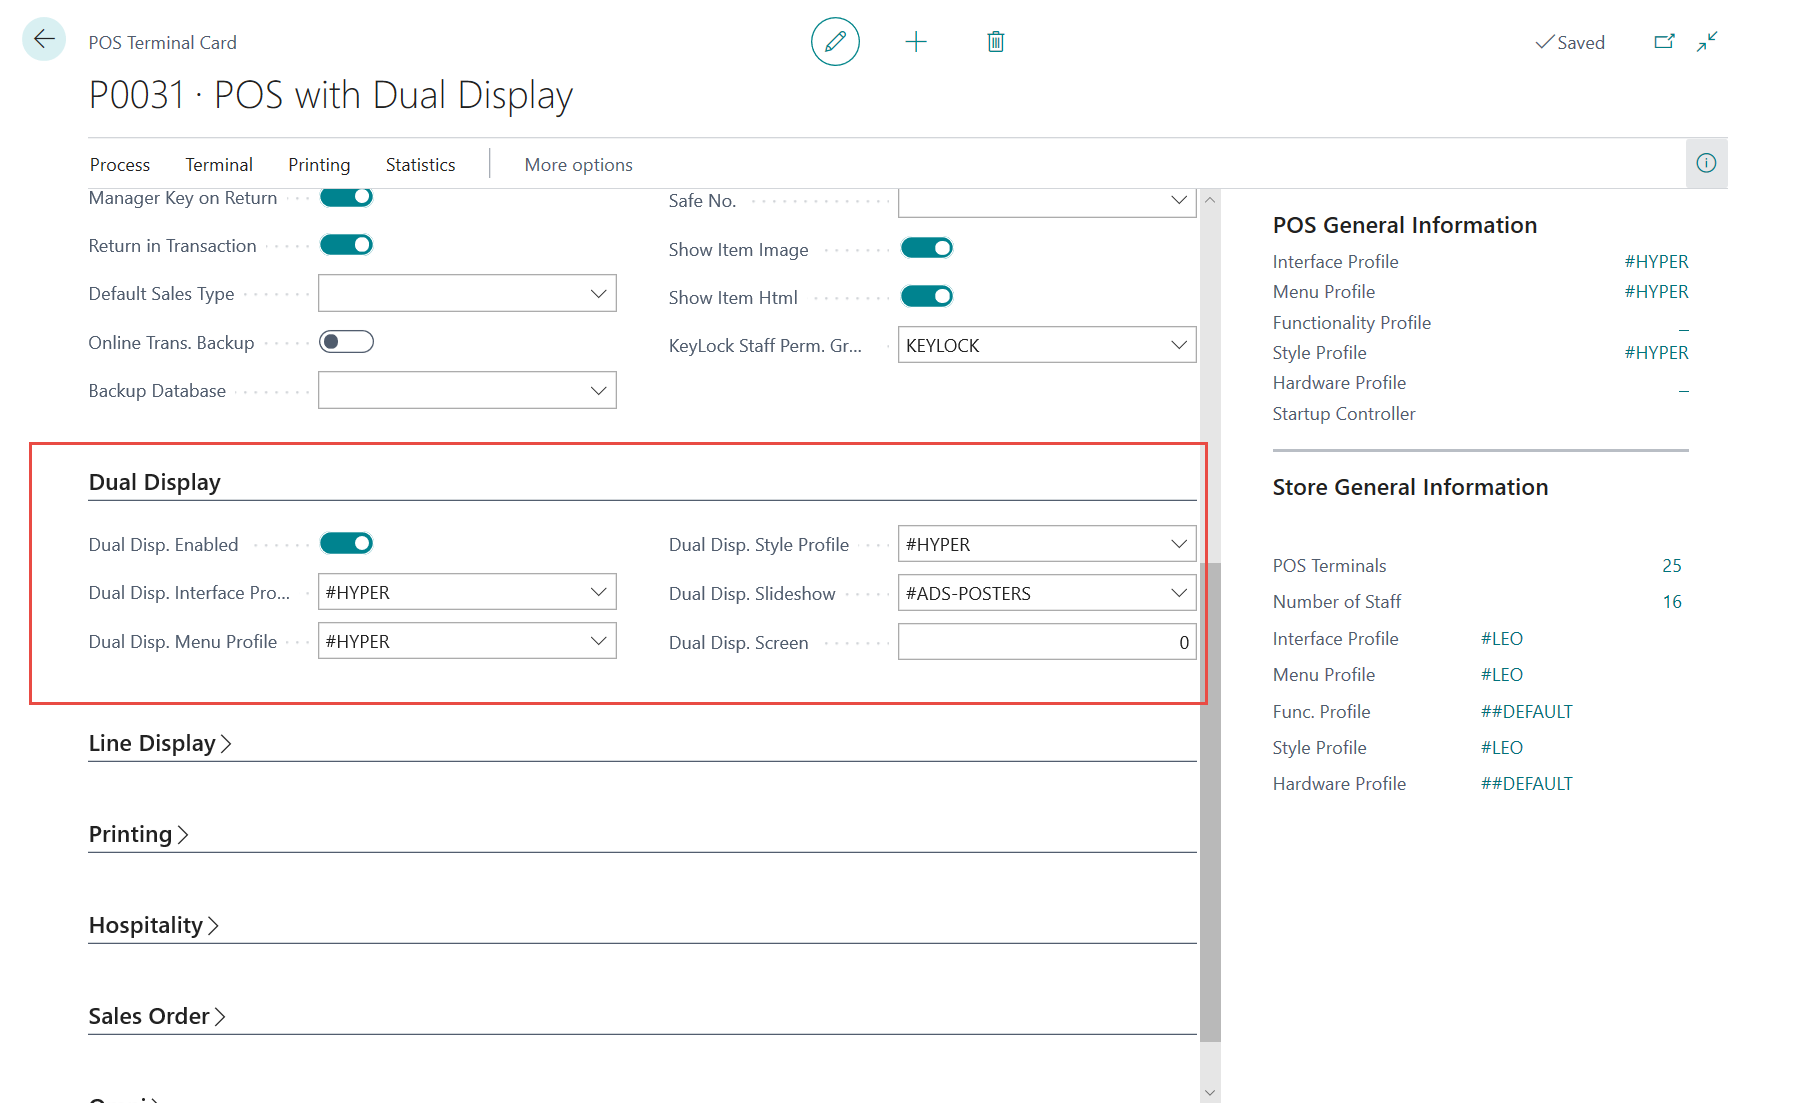 POS Terminal Card
Saved
P0031 · POS with Dual Display
Process Terminal Printing Statistics More options
Manager Key on Return
Return in Transaction
Default Sales Type
Online Trans. Backup
Backup Database
Safe No.
Show Item Image
Show Item Html
KeyLock Staff Perm. Gr... KEYLOCK
Dual Display
Dual Disp. Enabled
Dual Disp. Interface Pro... #HYPER
Dual Disp. Menu Profile #HYPER
Dual Disp. Style Profile #HYPER
Dual Disp. Slideshow #ADS-POSTERS
Dual Disp. Screen 0
Line Display
Printing
Hospitality
Sales Order
POS General Information
Interface Profile #HYPER
Menu Profile #HYPER
Functionality Profile _
Style Profile #HYPER
Hardware Profile _
Startup Controller
Store General Information
POS Terminals 25
Number of Staff 16
Interface Profile #LEO
Menu Profile #LEO
Func. Profile ##DEFAULT
Style Profile #LEO
Hardware Profile ##DEFAULT